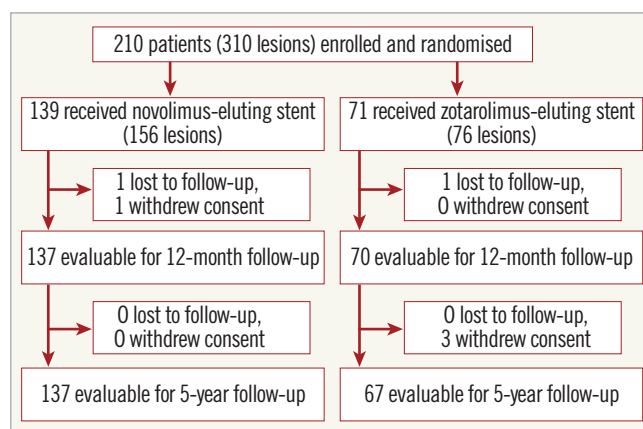 210 patients (310 lesions) enrolled and randomised
139 received novolimus-eluting stent
(156 lesions)
71 received zotarolimus-eluting stent
(76 lesions)
1 lost to follow-up,
1 withdrew consent
1 lost to follow-up,
0 withdrew consent
137 evaluable for 12-month follow-up
70 evaluable for 12-month follow-up
0 lost to follow-up,
0 withdrew consent
0 lost to follow-up,
3 withdrew consent
137 evaluable for 5-year follow-up
67 evaluable for 5-year follow-up